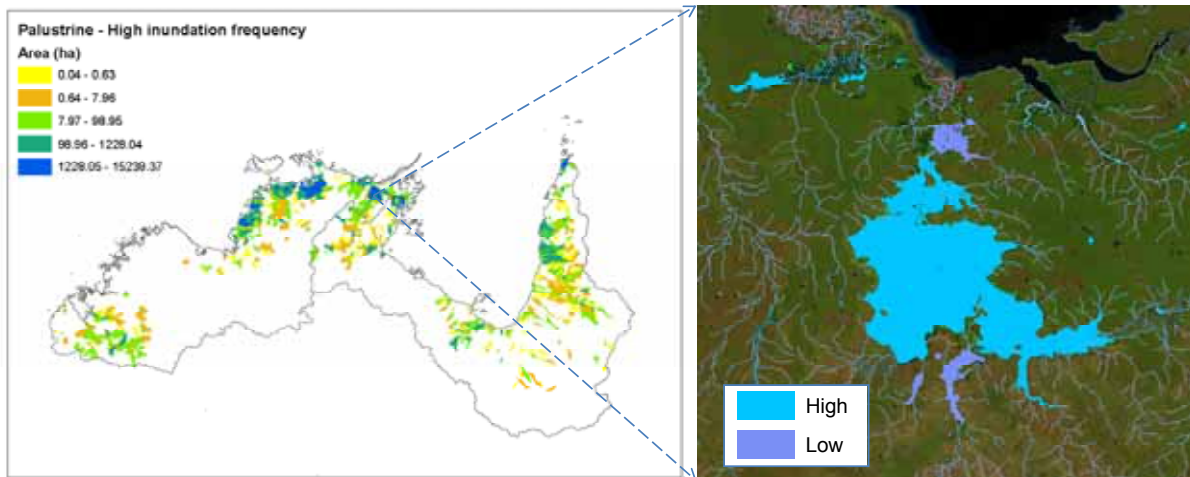 Palustrine - High inundation frequency
Area (ha)
0.04 - 0.63
0.64 - 7.96
7.97 - 98.95
98.96 - 1228.04
1228.05 - 15239.37
High
Low